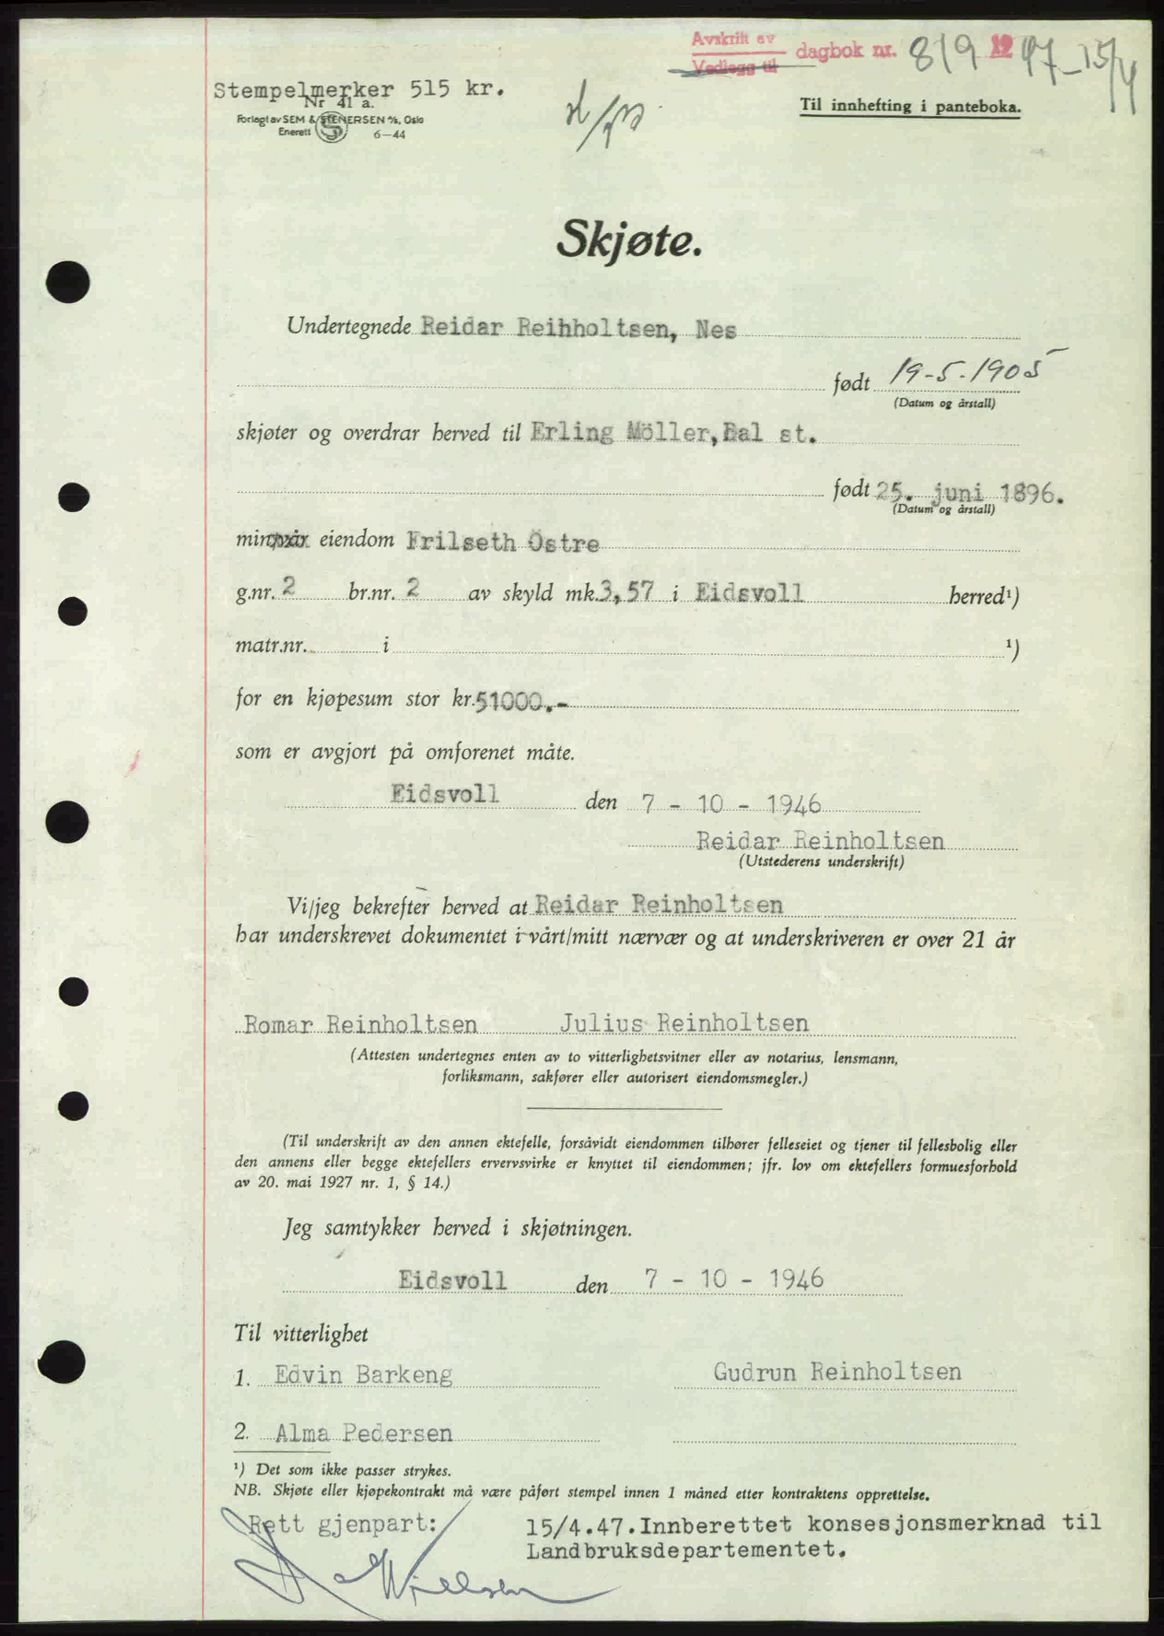 Avskrift av
Vedlegg til
dagbok nr. 819 1947-15/4
Stempelmerker 515 kr.
Nr 41 a.
Forlagt av SEM & STENERSEN A/S, Oslo
Enerett 6-44
Til innhefting i panteboka.
Skjøte.
Undertegnede Reidar Reihholtsen, Nes
født 19-5-1905
(Datum og årstall)
skjøter og overdrar herved til Erling Möller, Dal st.
født 25. juni 1896.
(Datum og årstall)
min/vår eiendom Frilseth Östre
g.nr. 2 br.nr. 2 av skyld mk. 3,57 i Eidsvoll herred¹)
matr.nr. i ¹)
for en kjøpesum stor kr. 51000.-
som er avgjort på omforenet måte.
Eidsvoll den 7 - 10 - 1946
Reidar Reinholtsen
(Utstederens underskrift)
Vi/jeg bekrefter herved at Reidar Reinholtsen
har underskrevet dokumentet i vårt/mitt nærvær og at underskriveren er over 21 år
Romar Reinholtsen Julius Reinholtsen
(Attesten undertegnes enten av to vitterlighetsvitner eller av notarius, lensmann,
forliksmann, sakfører eller autorisert eiendomsmegler.)
(Til underskrift av den annen ektefelle, forsåvidt eiendommen tilhører felleseiet og tjener til fellesbolig eller
den annens eller begge ektefellers ervervsvirke er knyttet til eiendommen; jfr. lov om ektefellers formuesforhold
av 20. mai 1927 nr. 1, § 14.)
Jeg samtykker herved i skjøtningen.
Eidsvoll den 7 - 10 - 1946
Til vitterlighet
1. Edvin Barkeng Gudrun Reinholtsen
2. Alma Pedersen
¹) Det som ikke passer strykes.
NB. Skjøte eller kjøpekontrakt må være påført stempel innen 1 måned etter kontraktens opprettelse.
Rett gjenpart: 15/4.47. Innberettet konsesjonsmerknad til
Landbruksdepartementet.